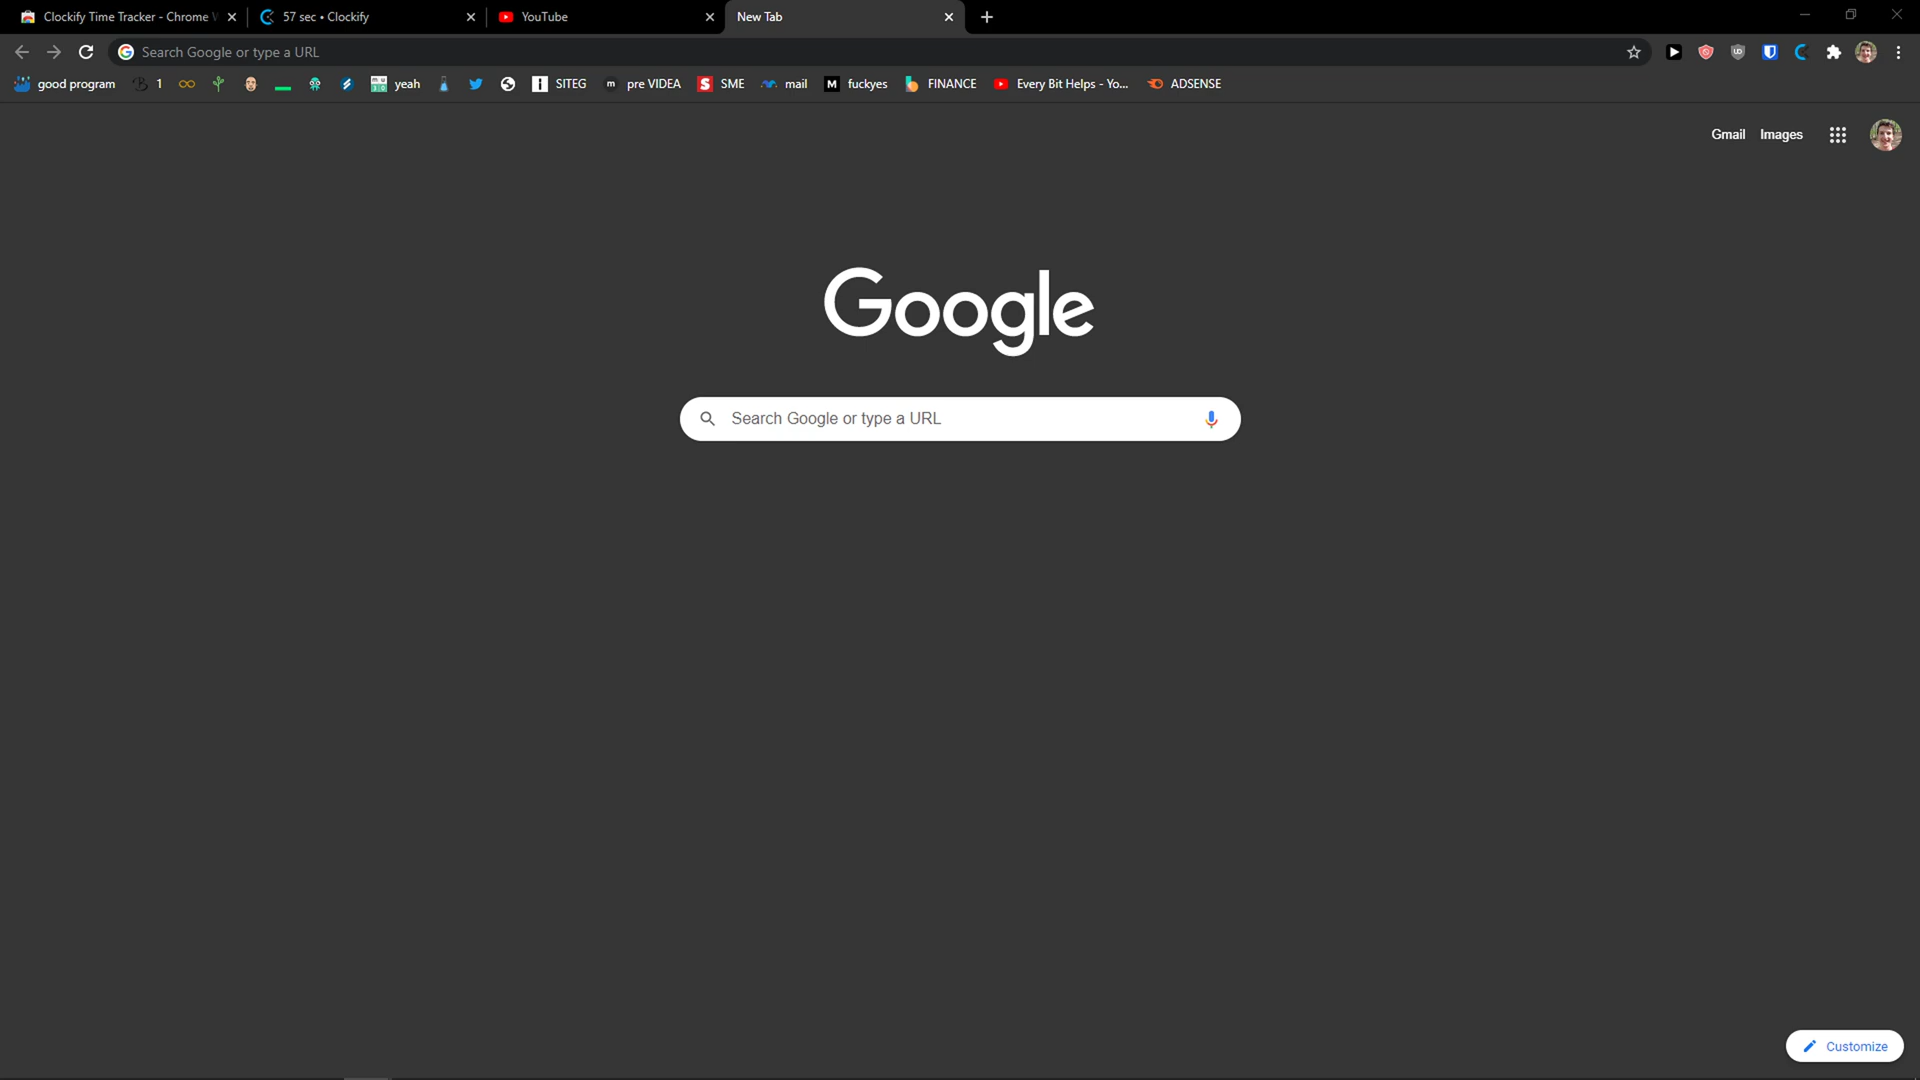 Clockify Time Tracker - Chrome W
57 sec • Clockify
YouTube
New Tab
Search Google or type a URL
good program
1
yeah
SITEG
pre VIDEA
SME
mail
fuckyes
FINANCE
Every Bit Helps - Yo...
ADSENSE
Gmail
Images
Google
Search Google or type a URL
Customize